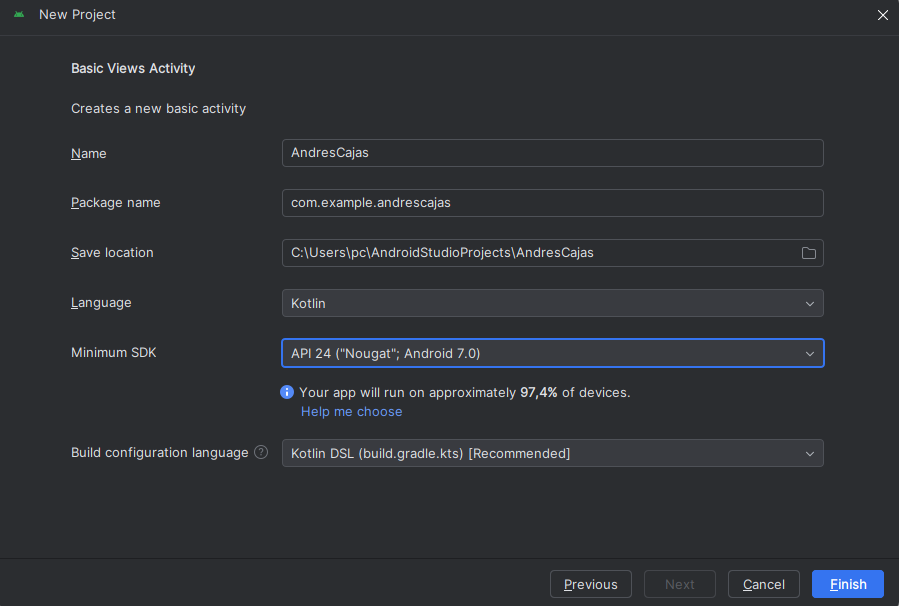 New Project
Basic Views Activity
Creates a new basic activity
Name AndresCajas
Package name com.example.andrescajas
Save location C:\Users\pc\AndroidStudioProjects\AndresCajas
Language Kotlin
Minimum SDK API 24 ("Nougat"; Android 7.0)
Your app will run on approximately 97,4% of devices.
Help me choose
Build configuration language ? Kotlin DSL (build.gradle.kts) [Recommended]
Previous Next Cancel Finish